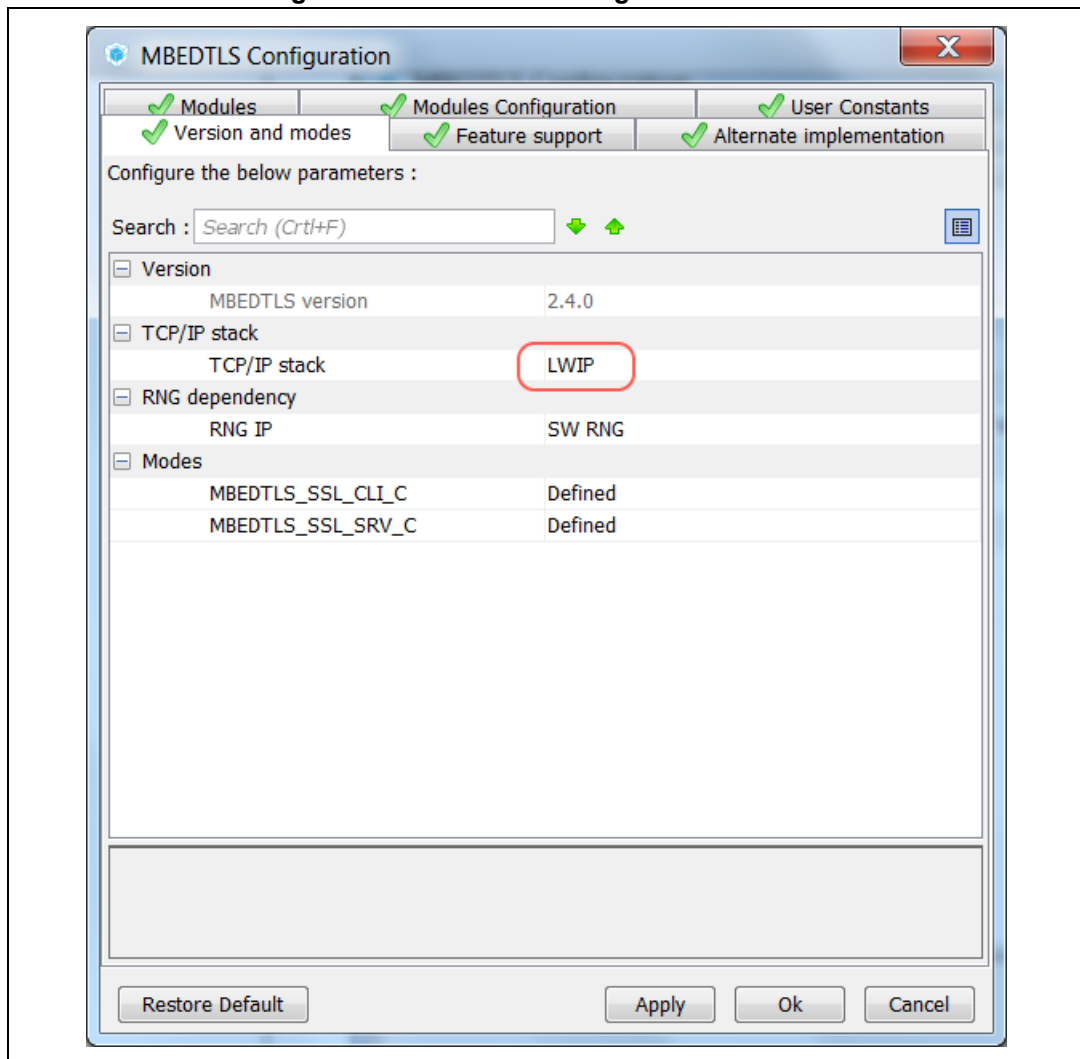 MBEDTLS Configuration
X
Modules Modules Configuration User Constants
Version and modes Feature support Alternate implementation
Configure the below parameters :
Search : Search (Crtl+F)
Version
MBEDTLS version 2.4.0
TCP/IP stack
TCP/IP stack LWIP
RNG dependency
RNG IP SW RNG
Modes
MBEDTLS_SSL_CLI_C Defined
MBEDTLS_SSL_SRV_C Defined
Restore Default Apply Ok Cancel